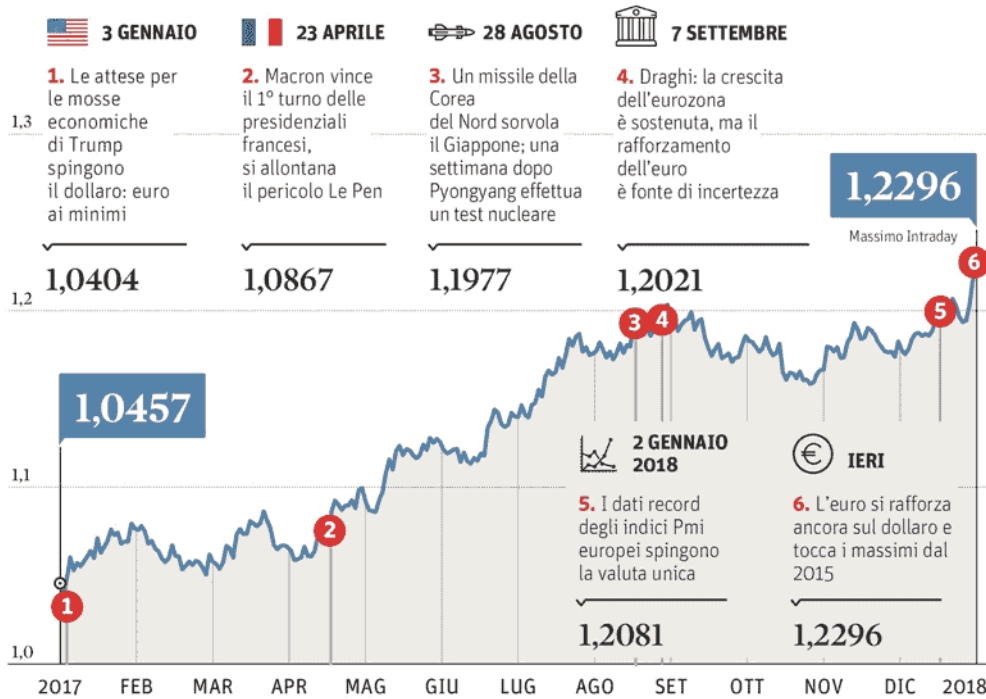 3 GENNAIO
1. Le attese per
le mosse
economiche
di Trump
spingono
il dollaro: euro
ai minimi
1,0404
23 APRILE
2. Macron vince
il 1° turno delle
presidenziali
francesi,
si allontana
il pericolo Le Pen
1,0867
28 AGOSTO
3. Un missile della
Corea
del Nord sorvola
il Giappone; una
settimana dopo
Pyongyang effettua
un test nucleare
1,1977
7 SETTEMBRE
4. Draghi: la crescita
dell'eurozona
è sostenuta, ma il
rafforzamento
dell'euro
è fonte di incertezza
1,2021
1,2296
Massimo Intraday
1,3
1,2
1,1
1,0
1,0457
1
2
3
4
5
6
2 GENNAIO
2018
5. I dati record
degli indici Pmi
europei spingono
la valuta unica
1,2081
€
IERI
6. L'euro si rafforza
ancora sul dollaro e
tocca i massimi dal
2015
1,2296
2017 FEB MAR APR MAG GIU LUG AGO SET OTT NOV DIC 2018